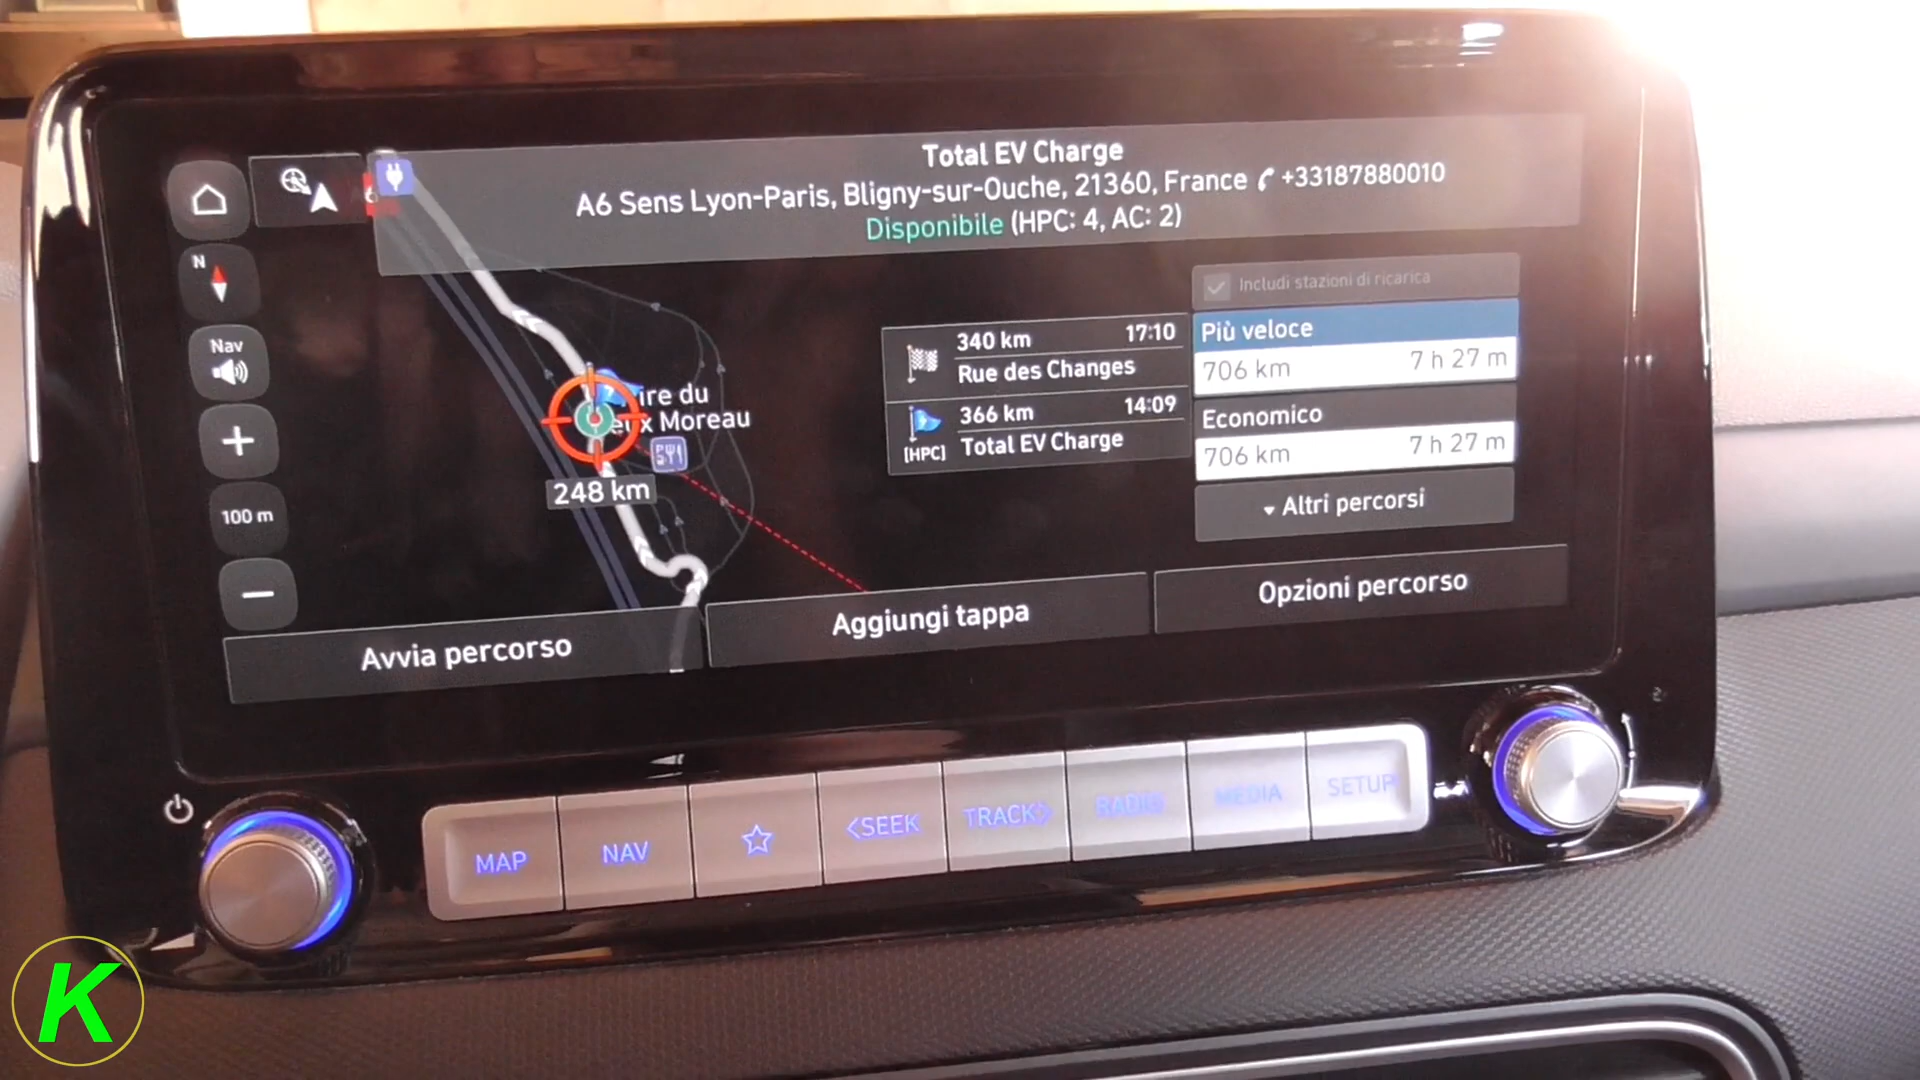 Total EV Charge
A6 Sens Lyon-Paris, Bligny-sur-Ouche, 21360, France +33187880010
Disponibile (HPC: 4, AC: 2)
N
Nav
100 m
ire du
Moreau
248 km
340 km 17:10
Rue des Changes
366 km 14:09
[HPC] Total EV Charge
Includi stazioni di ricarica
Più veloce
706 km 7 h 27 m
Economico
706 km 7 h 27 m
Altri percorsi
Avvia percorso
Aggiungi tappa
Opzioni percorso
MAP
NAV
<SEEK
TRACK>
RADIO
MEDIA
SETUP
K